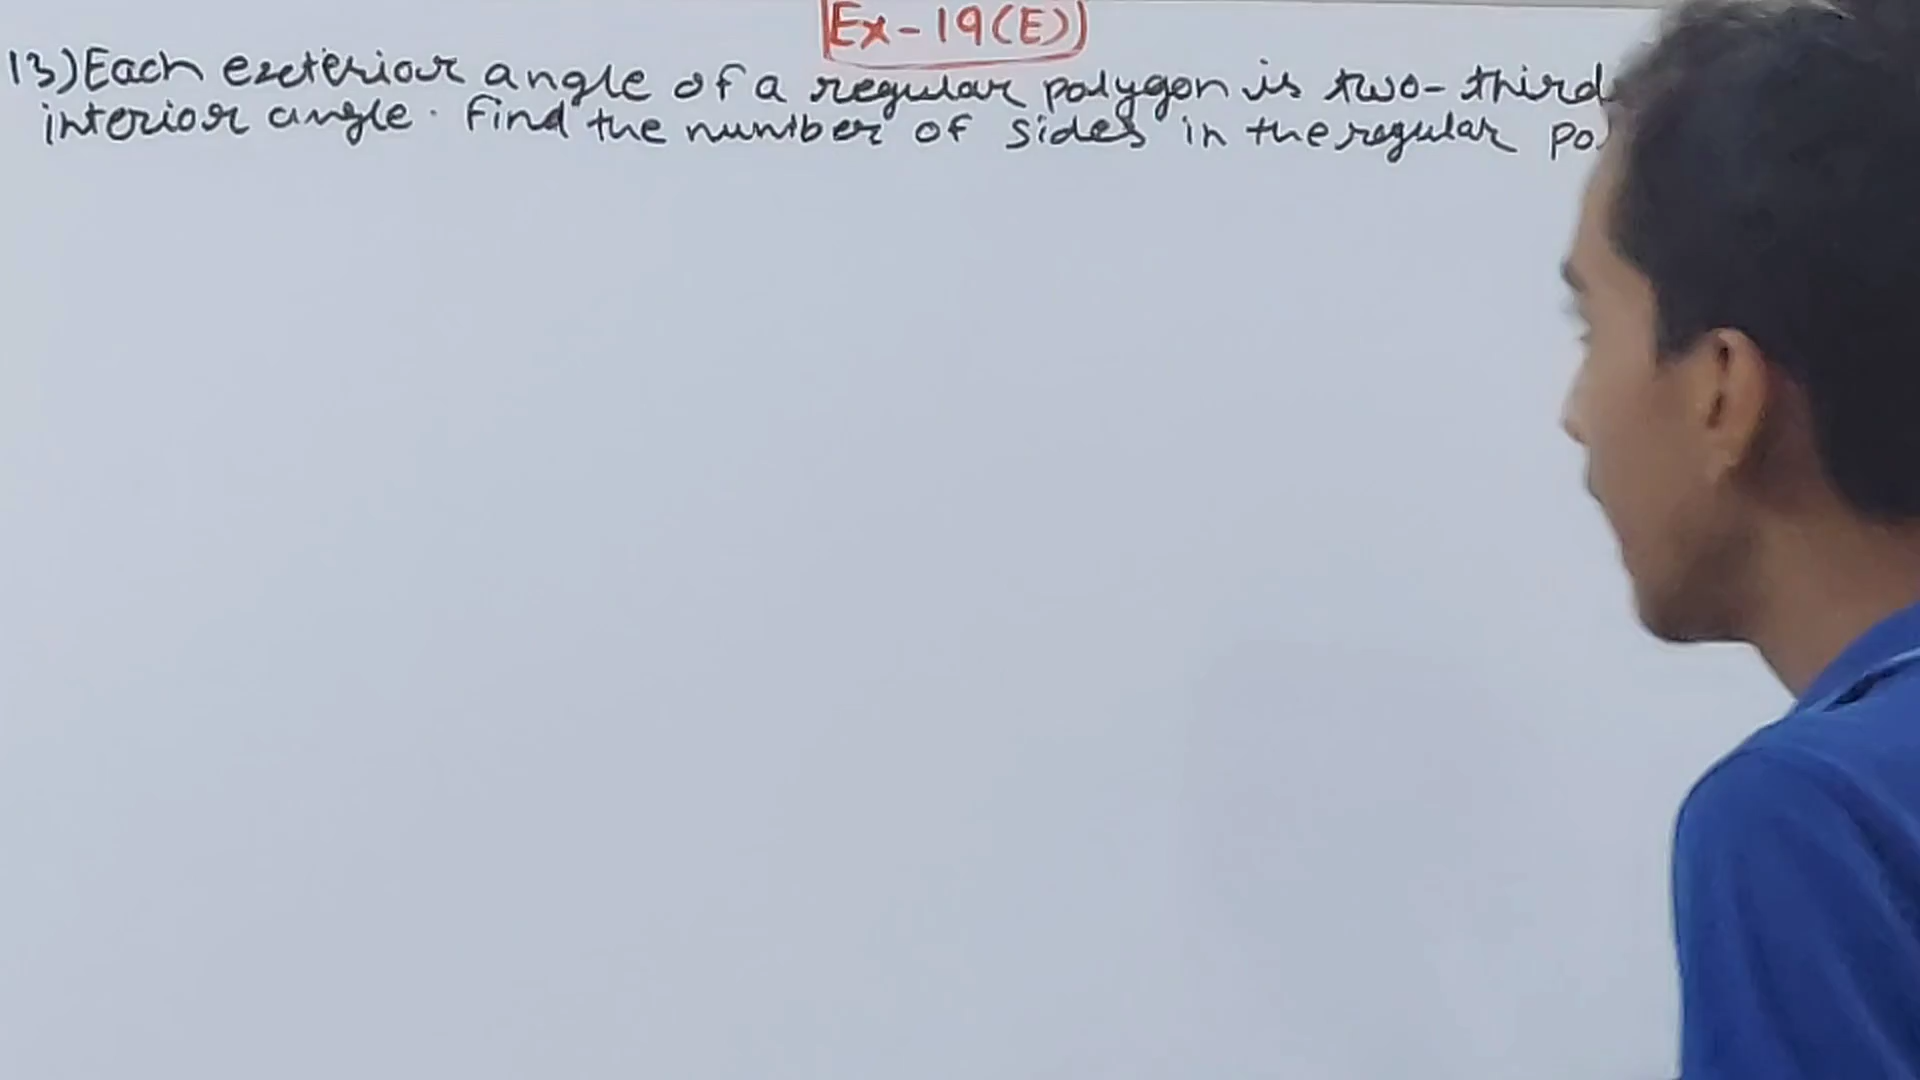 Ex-19(E)
13) Each exterior angle of a regular polygon is two-third
interior angle. Find the number of sides in the regular